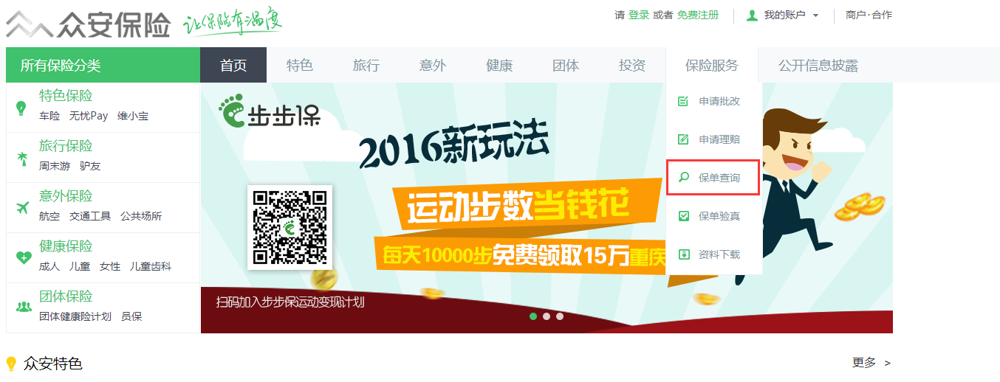 众安保险 让保险有温度
请 登录 或者 免费注册 我的账户 商户·合作
所有保险分类 首页 特色 旅行 意外 健康 团体 投资 保险服务 公开信息披露
特色保险
车险 无忧Pay 维小宝
旅行保险
周末游 驴友
意外保险
航空 交通工具 公共场所
健康保险
成人 儿童 女性 儿童齿科
团体保险
团体健康险计划 员保
步步保
2016新玩法
运动步数当钱花
每天10000步免费领取15万重疾
扫码加入步步保运动变现计划
申请批改
申请理赔
保单查询
保单验真
资料下载
众安特色 更多 >